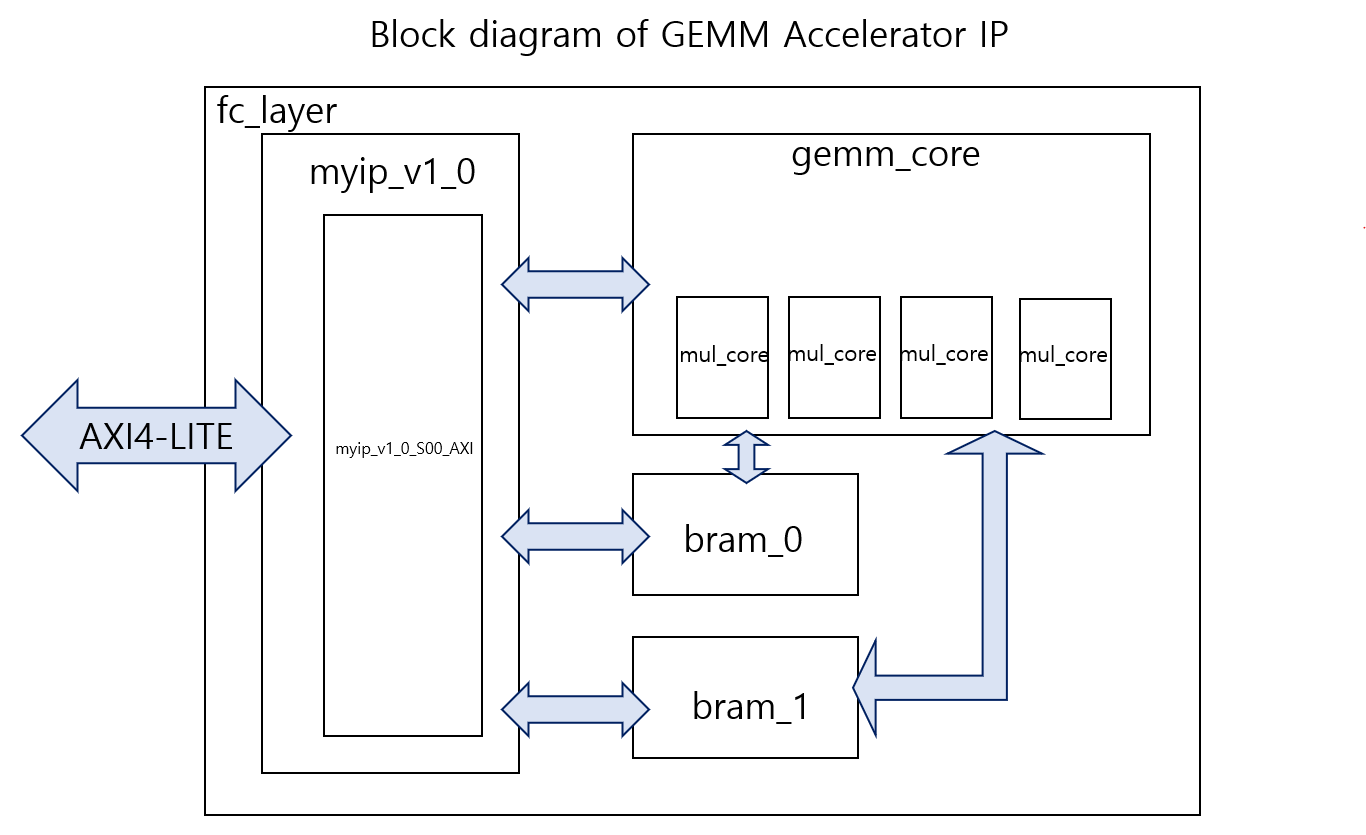 Block diagram of GEMM Accelerator IP
fc_layer
myip_v1_0
gemm_core
mul_core
mul_core
mul_core
mul_core
AXI4-LITE
myip_v1_0_S00_AXI
bram_0
bram_1